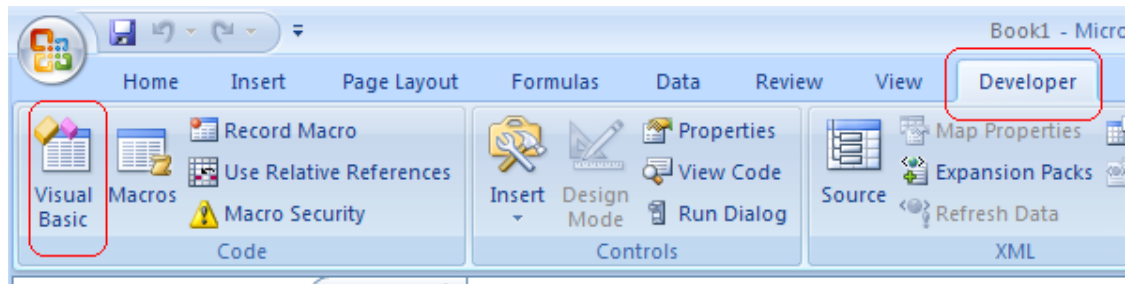 Book1 - Micro
Home Insert Page Layout Formulas Data Review View Developer
Visual Basic
Macros
Record Macro
Use Relative References
Macro Security
Code
Insert
Design Mode
Properties
View Code
Run Dialog
Controls
Source
Map Properties
Expansion Packs
Refresh Data
XML